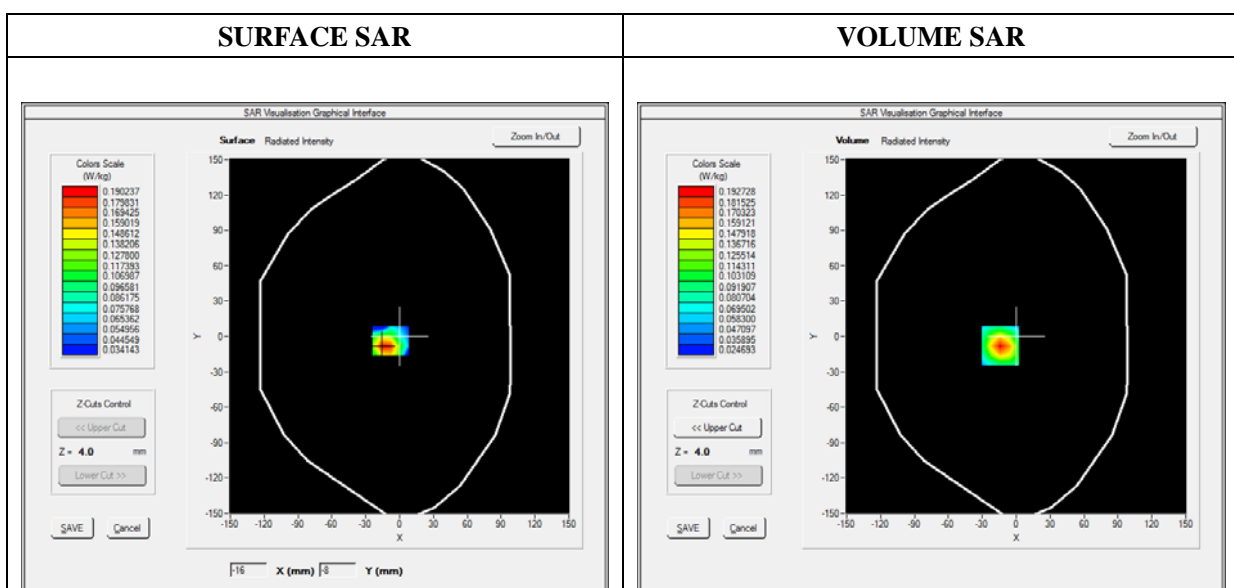 SURFACE SAR
VOLUME SAR
SAR Visualisation Graphical Interface
Surface Radiated Intensity
Zoom In/Out
Colors Scale
(W/kg)
0.190237
0.179831
0.169425
0.159019
0.148612
0.138206
0.127800
0.117393
0.106987
0.096581
0.086175
0.075768
0.065362
0.054956
0.044549
0.034143
Z-Cuts Control
<< Upper Cut
Z = 4.0 mm
Lower Cut >>
SAVE Cancel
150
120
90
60
30
0
-30
-60
-90
-120
-150
Y
-150 -120 -90 -60 -30 0 30 60 90 120 150
X
-16 X (mm) -8 Y (mm)
SAR Visualisation Graphical Interface
Volume Radiated Intensity
Zoom In/Out
Colors Scale
(W/kg)
0.192728
0.181525
0.170323
0.159121
0.147918
0.136716
0.125514
0.114311
0.103109
0.091907
0.080704
0.069502
0.058300
0.047097
0.035895
0.024693
Z-Cuts Control
<< Upper Cut
Z = 4.0 mm
Lower Cut >>
SAVE Cancel
150
120
90
60
30
0
-30
-60
-90
-120
-150
Y
-150 -120 -90 -60 -30 0 30 60 90 120 150
X